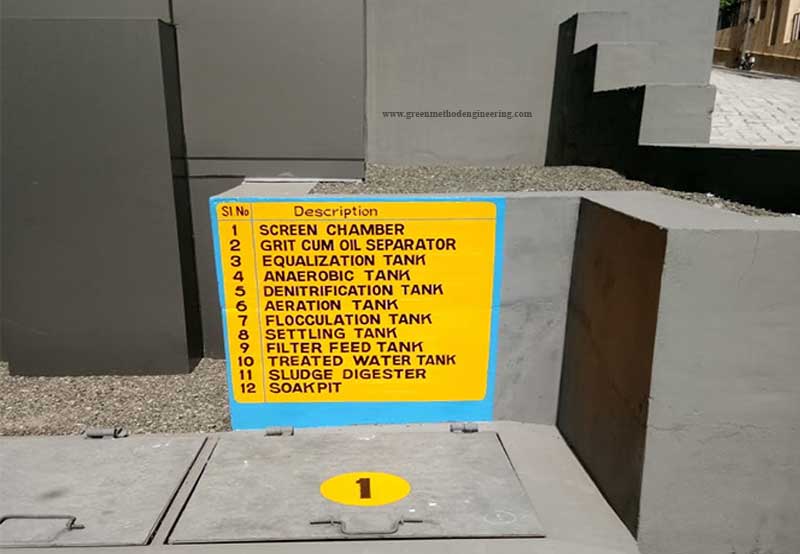 www.greenmethodengineering.com
Sl No Description
1 SCREEN CHAMBER
2 GRIT CUM OIL SEPARATOR
3 EQUALIZATION TANK
4 ANAEROBIC TANK
5 DENITRIFICATION TANK
6 AERATION TANK
7 FLOCCULATION TANK
8 SETTLING TANK
9 FILTER FEED TANK
10 TREATED WATER TANK
11 SLUDGE DIGESTER
12 SOAKPIT
1